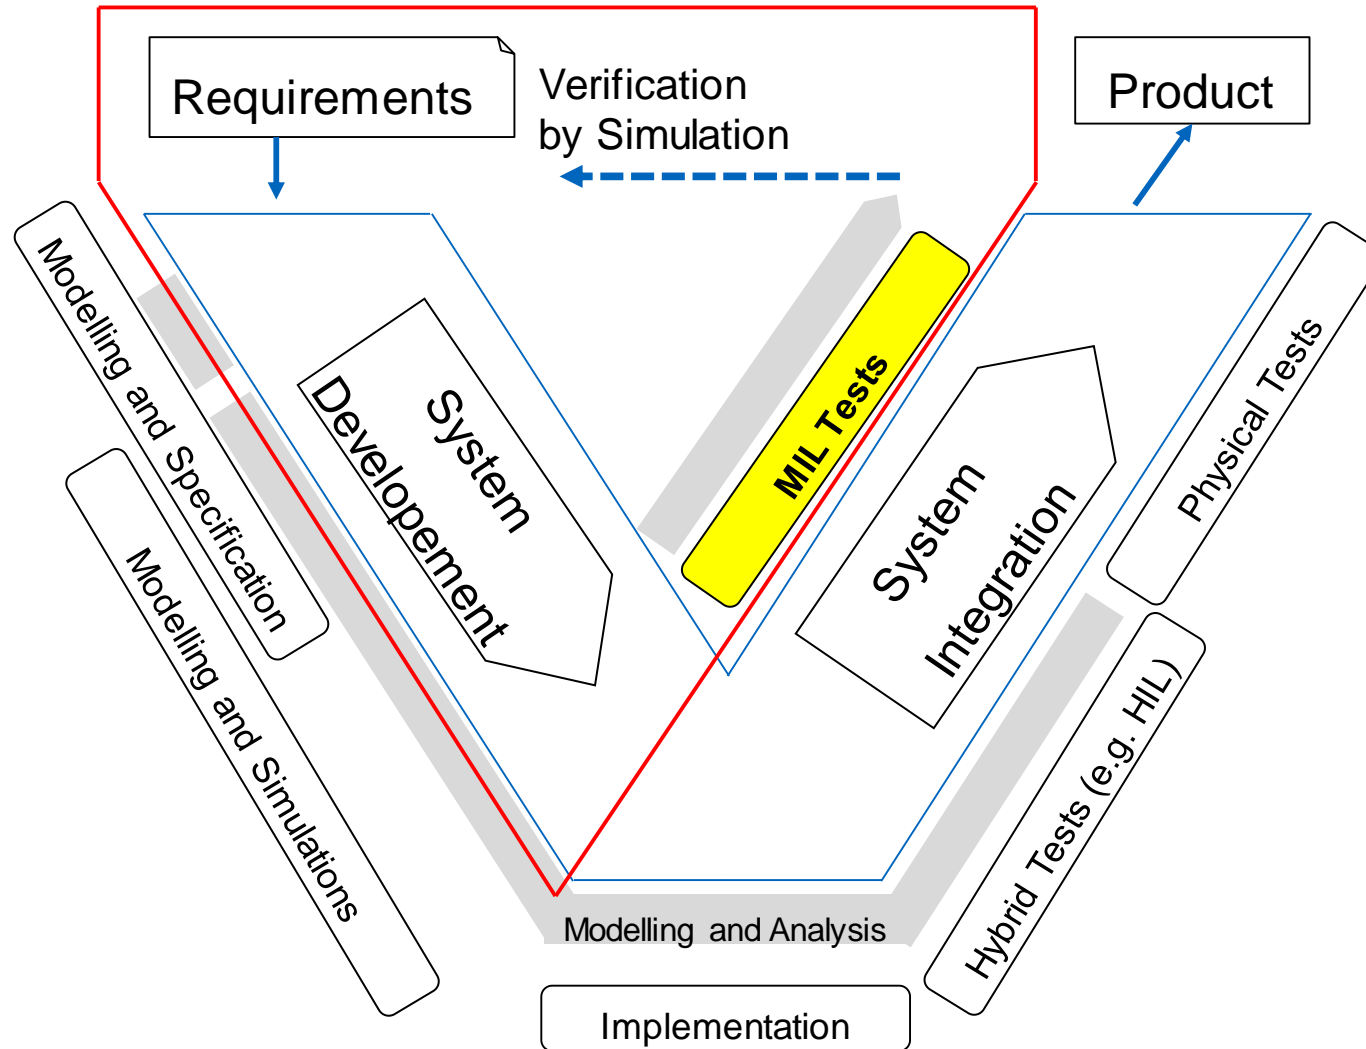 Requirements
Verification
by Simulation
Product
Modelling and Specification
System
Developement
MIL Tests
System
Integration
Physical Tests
Modelling and Simulations
Hybrid Tests (e.g. HIL)
Modelling and Analysis
Implementation